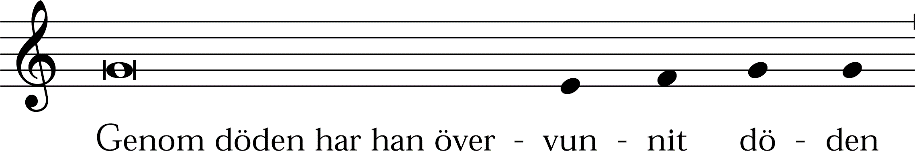 Genom döden har han över - vun - nit dö - den